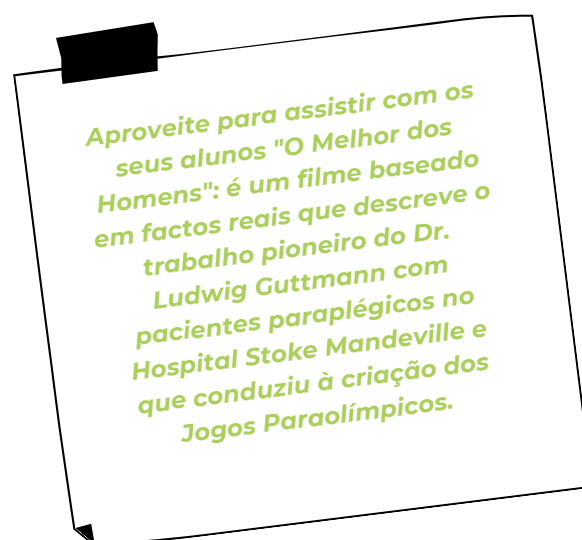 Aproveite para assistir com os
seus alunos "O Melhor dos
Homens": é um filme baseado
em factos reais que descreve o
trabalho pioneiro do Dr.
Ludwig Guttmann com
pacientes paraplégicos no
Hospital Stoke Mandeville e
que conduziu à criação dos
Jogos Paraolímpicos.